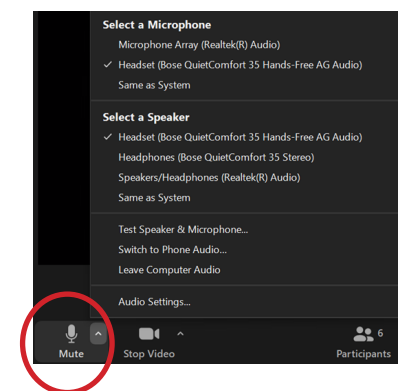 Select a Microphone
Microphone Array (Realtek(R) Audio)
Headset (Bose QuietComfort 35 Hands-Free AG Audio)
Same as System
Select a Speaker
Headset (Bose QuietComfort 35 Hands-Free AG Audio)
Headphones (Bose QuietComfort 35 Stereo)
Speakers/Headphones (Realtek(R) Audio)
Same as System
Test Speaker & Microphone...
Switch to Phone Audio...
Leave Computer Audio
Audio Settings...
6
Mute Stop Video Participants